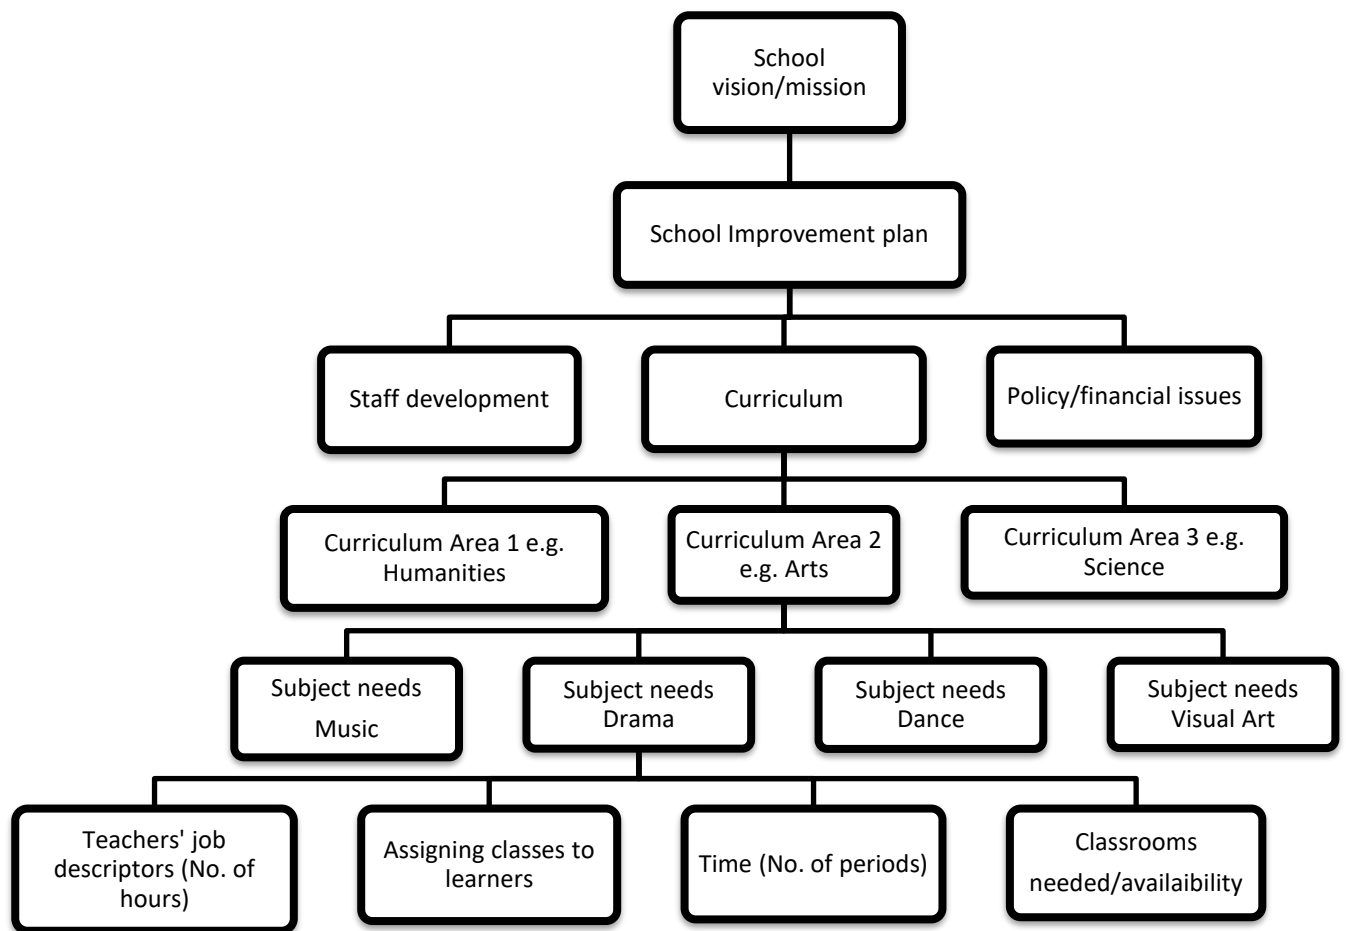 School
vision/mission
School Improvement plan
Staff development
Curriculum
Policy/financial issues
Curriculum Area 1 e.g.
Humanities
Curriculum Area 2
e.g. Arts
Curriculum Area 3 e.g.
Science
Subject needs
Music
Subject needs
Drama
Subject needs
Dance
Subject needs
Visual Art
Teachers' job
descriptors (No. of
hours)
Assigning classes to
learners
Time (No. of periods)
Classrooms
needed/availaibility